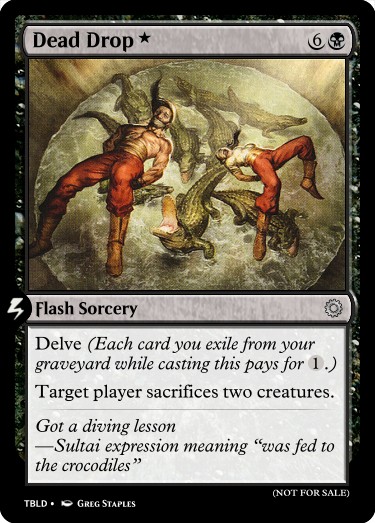 Dead Drop★ 6
Flash Sorcery
Delve (Each card you exile from your
graveyard while casting this pays for 1.)
Target player sacrifices two creatures.
Got a diving lesson
—Sultai expression meaning “was fed to
the crocodiles”
TBLD • Greg Staples
(NOT FOR SALE)